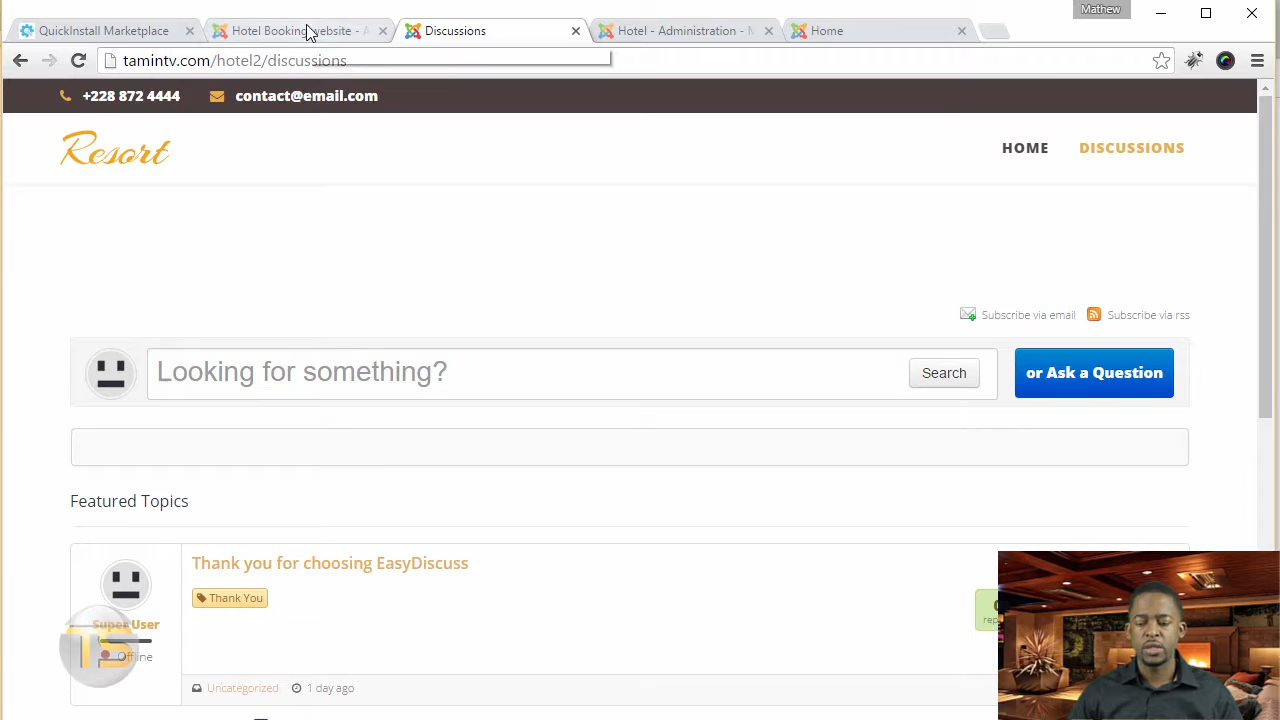 Mathew
QuickInstall Marketplace
Hotel Booking website - A
Discussions
Hotel - Administration - M
Home
tamintv.com/hotel2/discussions
+228 872 4444
contact@email.com
Resort
HOME
DISCUSSIONS
Subscribe via email
Subscribe via rss
Looking for something?
Search
or Ask a Question
Featured Topics
Thank you for choosing EasyDiscuss
Thank You
Super User
Offline
TS
Uncategorized
1 day ago